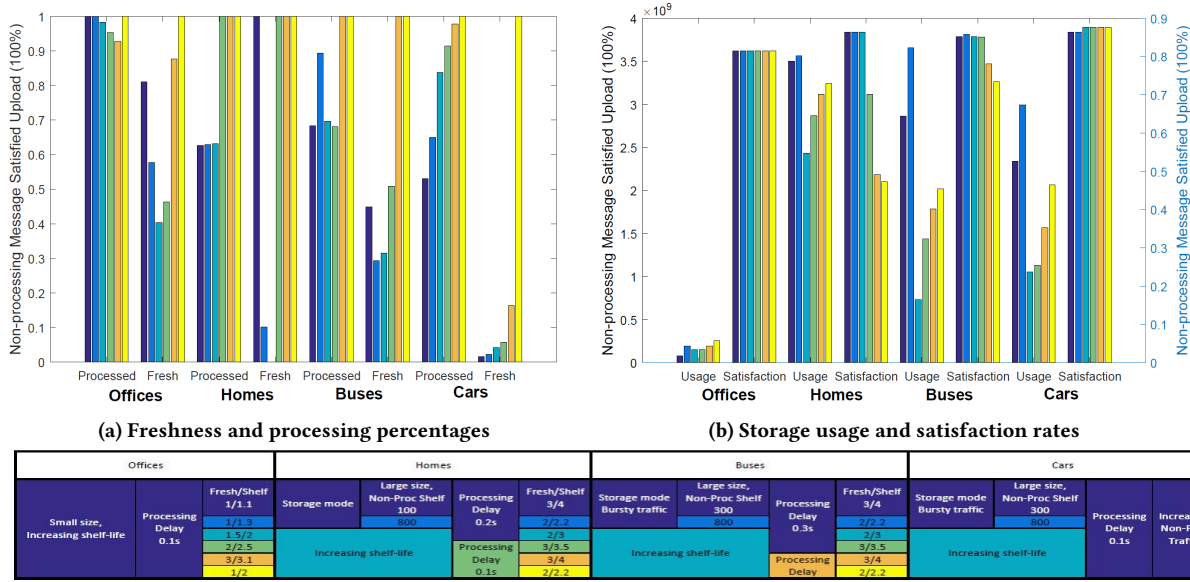 Non-processing Message Satisfied Upload (100%)
1
0.9
0.8
0.7
0.6
0.5
0.4
0.3
0.2
0.1
0
Processed Fresh Processed Fresh Processed Fresh Processed Fresh
Offices Homes Buses Cars
(a) Freshness and processing percentages
Non-processing Message Satisfied Upload (100%)
×10^9
4
3.5
3
2.5
2
1.5
1
0.5
0
Usage Satisfaction Usage Satisfaction Usage Satisfaction Usage Satisfaction
Offices Homes Buses Cars
0.9
0.8
0.7
0.6
0.5
0.4
0.3
0.2
0.1
0
Non-processing Message Satisfied Upload (100%)
(b) Storage usage and satisfaction rates
Offices
Small size,
Increasing shelf-life
Processing
Delay
0.1s
Fresh/Shelf
1/1.1
1/1.3
1.5/2
2/2.5
3/3.1
1/2
Homes
Storage mode
Large size,
Non-Proc Shelf
100
800
Increasing shelf-life
Processing
Delay
0.2s
Processing
Delay
0.1s
Fresh/Shelf
3/4
2/2.2
2/3
3/3.5
3/4
2/2.2
Buses
Storage mode
Bursty traffic
Large size,
Non-Proc Shelf
300
800
Increasing shelf-life
Processing
Delay
0.3s
Processing
Delay
Fresh/Shelf
3/4
2/2.2
2/3
3/3.5
3/4
2/2.2
Cars
Storage mode
Bursty traffic
Large size,
Non-Proc Shelf
300
800
Increasing shelf-life
Processing
Delay
0.1s
Increa
Non-P
Traff